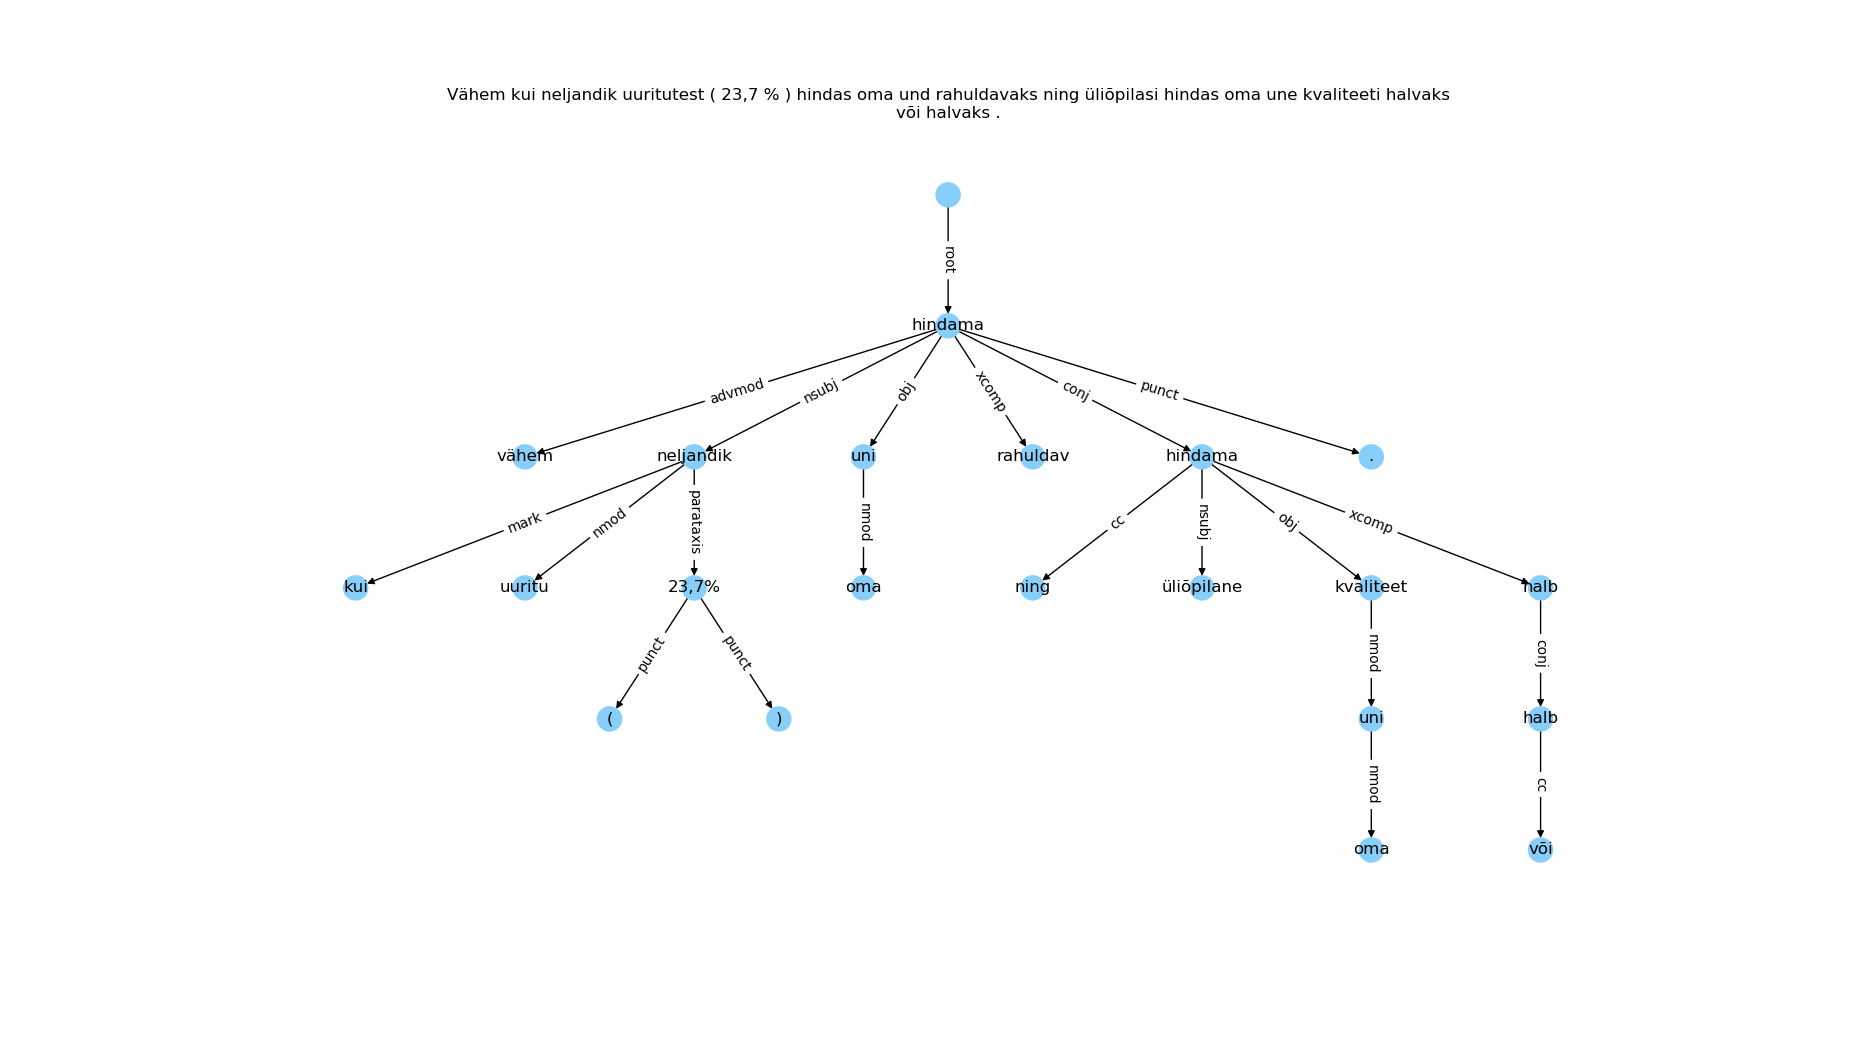 Vähem kui neljandik uuritutest ( 23,7 % ) hindas oma und rahuldavaks ning üliõpilasi hindas oma une kvaliteeti halvaks
või halvaks .
root
hindama
advmod
nsubj
obj
xcomp
conj
punct
vähem
neljandik
uni
rahuldav
hindama
.
mark
nmod
parataxis
nmod
cc
nsubj
obj
xcomp
kui
uuritu
23,7%
oma
ning
üliõpilane
kvaliteet
halb
punct
punct
nmod
conj
(
)
uni
halb
nmod
cc
oma
või